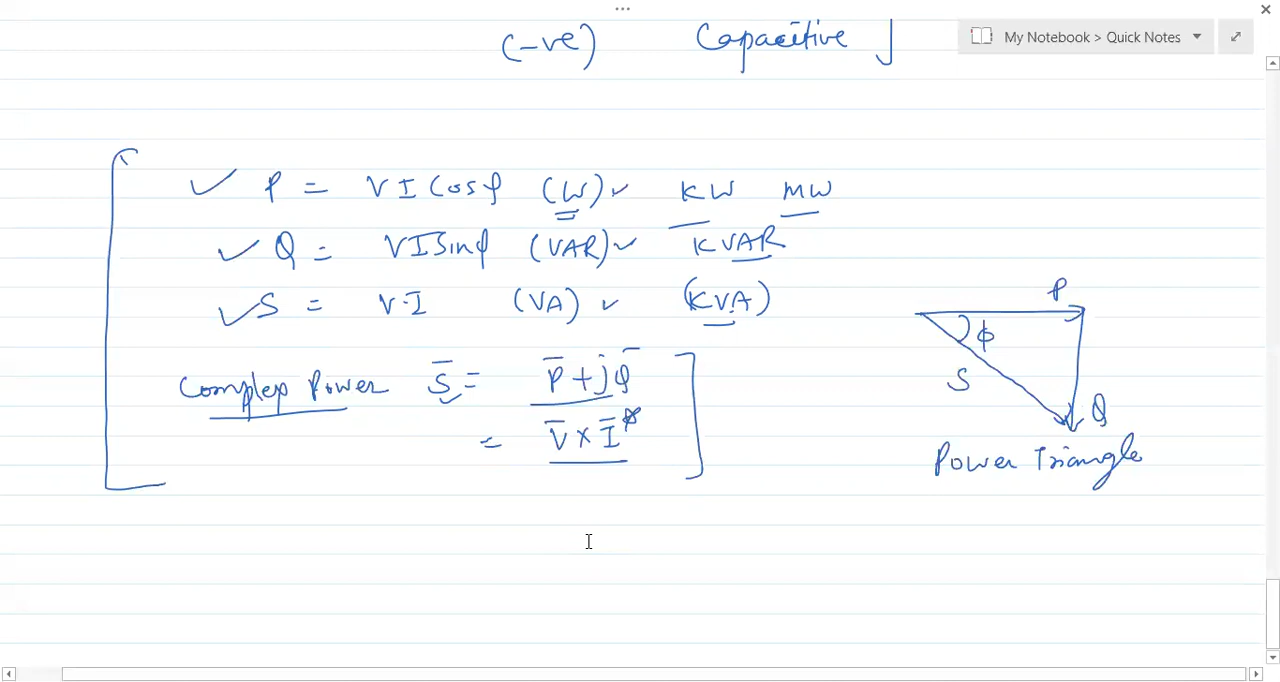 ...
(-ve) Capacitive
My Notebook > Quick Notes
P = VI Cosφ (W) KW MW
Q = VISinφ (VAR) KVAR
S = V·I (VA) (KVA)
P
φ
S
Q
Complex Power S̅ = P̅ + jQ̅
= V̅ × I̅*
Power Triangle